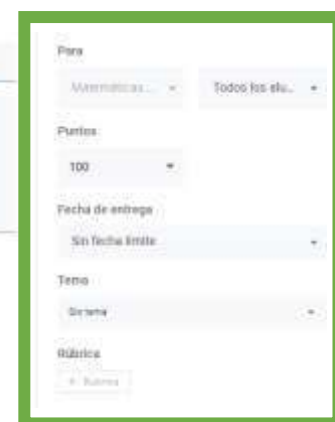 Para
Matemáticas... Todos los alu...
Puntos
100
Fecha de entrega
Sin fecha límite
Tema
Sin tema
Rúbrica
+ Rúbrica